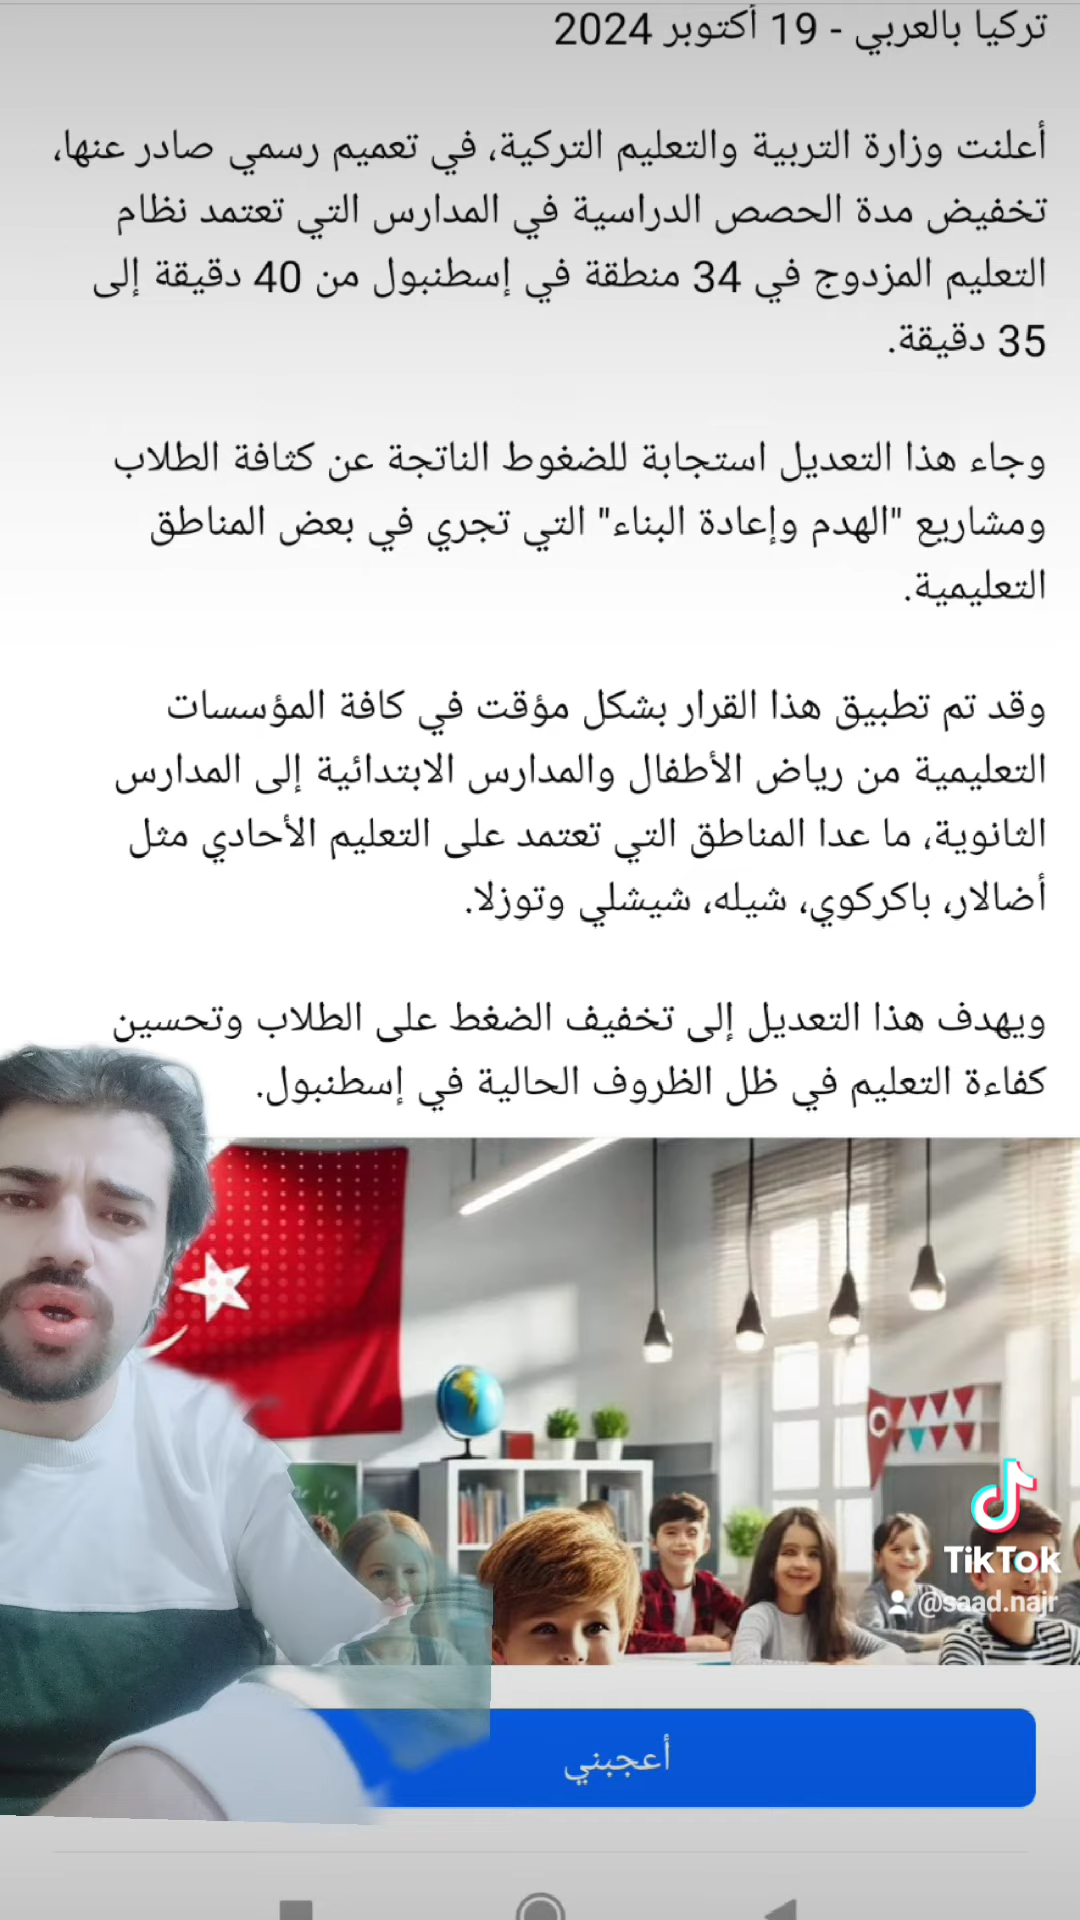 تركيا بالعربي - 19 أكتوبر 2024
أعلنت وزارة التربية والتعليم التركية، في تعميم رسمي صادر عنها،
تخفيض مدة الحصص الدراسية في المدارس التي تعتمد نظام
التعليم المزدوج في 34 منطقة في إسطنبول من 40 دقيقة إلى
35 دقيقة.
وجاء هذا التعديل استجابة للضغوط الناتجة عن كثافة الطلاب
ومشاريع "الهدم وإعادة البناء" التي تجري في بعض المناطق
التعليمية.
وقد تم تطبيق هذا القرار بشكل مؤقت في كافة المؤسسات
التعليمية من رياض الأطفال والمدارس الابتدائية إلى المدارس
الثانوية، ما عدا المناطق التي تعتمد على التعليم الأحادي مثل
أضالار، باكركوي، شيله، شيشلي وتوزلا.
ويهدف هذا التعديل إلى تخفيف الضغط على الطلاب وتحسين
كفاءة التعليم في ظل الظروف الحالية في إسطنبول.
TikTok
@saad.najr
أعجبني